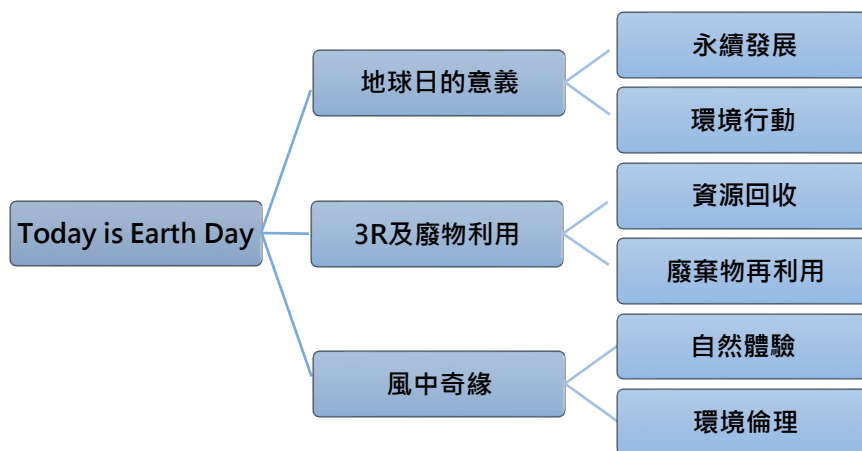 Today is Earth Day
地球日的意義
永續發展
環境行動
3R及廢物利用
資源回收
廢棄物再利用
風中奇緣
自然體驗
環境倫理